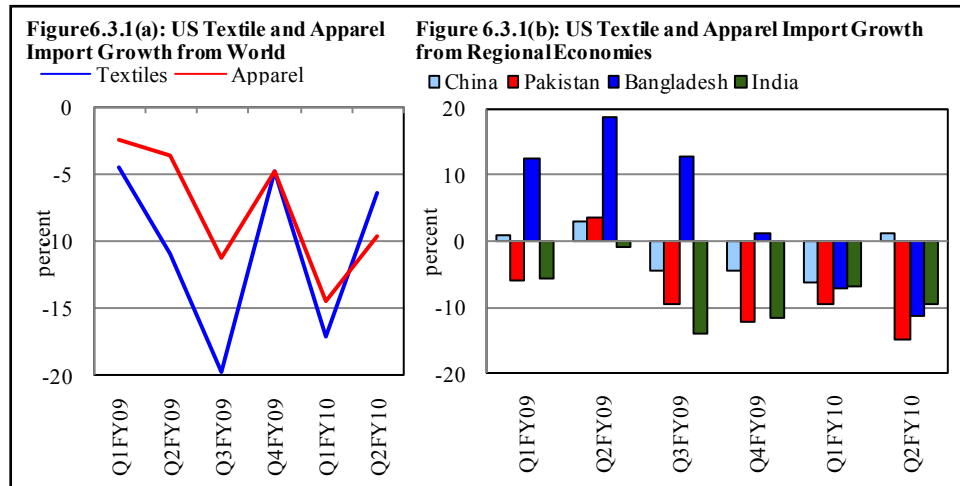 Figure6.3.1(a): US Textile and Apparel
Import Growth from World
Textiles Apparel
0
-5
-10
-15
-20
percent
Q1FY09
Q2FY09
Q3FY09
Q4FY09
Q1FY10
Q2FY10
Figure 6.3.1(b): US Textile and Apparel Import Growth
from Regional Economies
China Pakistan Bangladesh India
20
10
0
-10
-20
percent
Q1FY09
Q2FY09
Q3FY09
Q4FY09
Q1FY10
Q2FY10